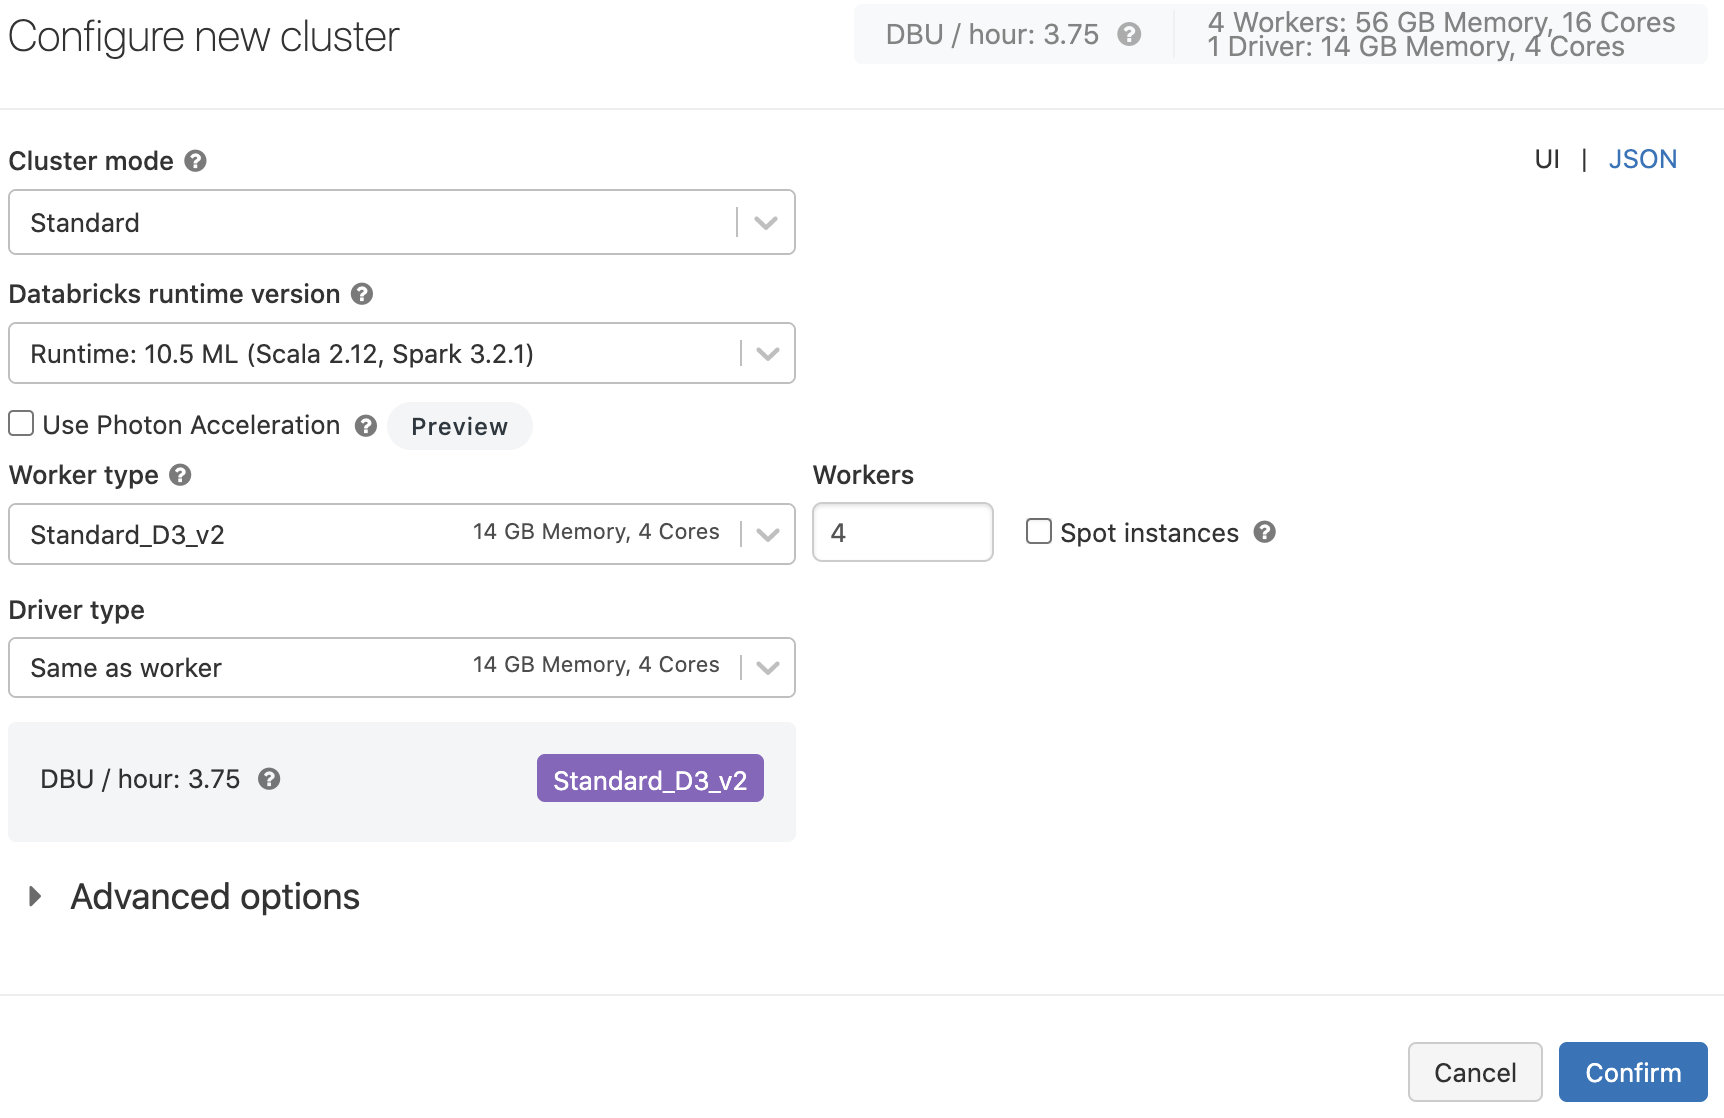 Configure new cluster
DBU / hour: 3.75
4 Workers: 56 GB Memory, 16 Cores
1 Driver: 14 GB Memory, 4 Cores
Cluster mode
UI | JSON
Standard
Databricks runtime version
Runtime: 10.5 ML (Scala 2.12, Spark 3.2.1)
Use Photon Acceleration Preview
Worker type
Workers
Standard_D3_v2 14 GB Memory, 4 Cores
4
Spot instances
Driver type
Same as worker 14 GB Memory, 4 Cores
DBU / hour: 3.75
Standard_D3_v2
Advanced options
Cancel
Confirm